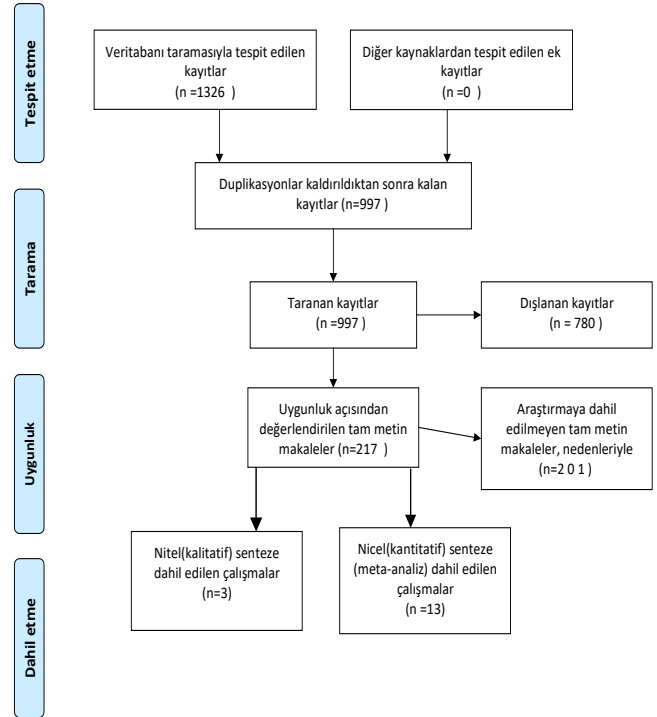 Tespit etme
Veritabanı taramasıyla tespit edilen
kayıtlar
(n =1326 )
Diğer kaynaklardan tespit edilen ek
kayıtlar
(n =0 )
Duplikasyonlar kaldırıldıktan sonra kalan
kayıtlar (n=997 )
Tarama
Taranan kayıtlar
(n =997 )
Dışlanan kayıtlar
(n = 780 )
Uygunluk
Uygunluk açısından
değerlendirilen tam metin
makaleler (n=217 )
Araştırmaya dahil
edilmeyen tam metin
makaleler, nedenleriyle
(n=2 0 1 )
Dahil etme
Nitel(kalitatif) senteze
dahil edilen çalışmalar
(n=3)
Nicel(kantitatif) senteze
(meta-analiz) dahil edilen
çalışmalar
(n =13)